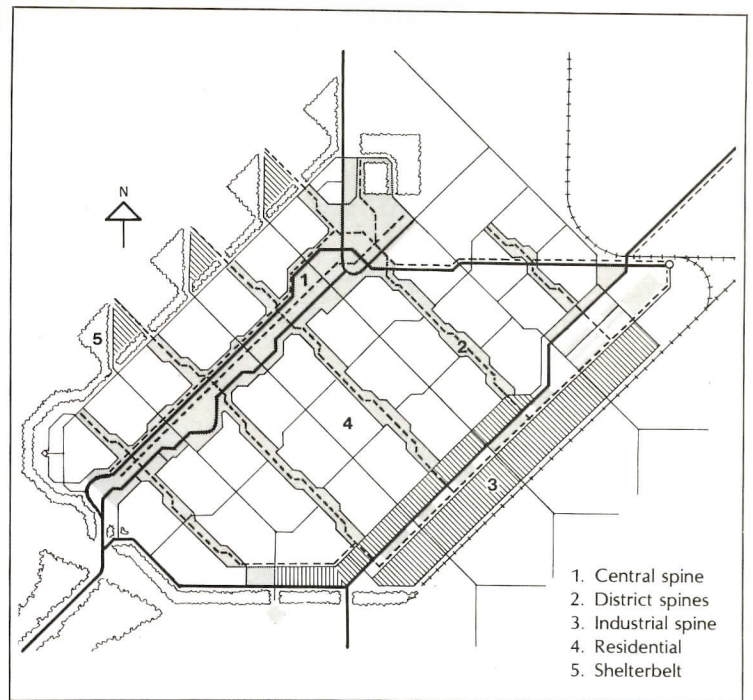 N
1
2
3
4
5
1. Central spine
2. District spines
3. Industrial spine
4. Residential
5. Shelterbelt